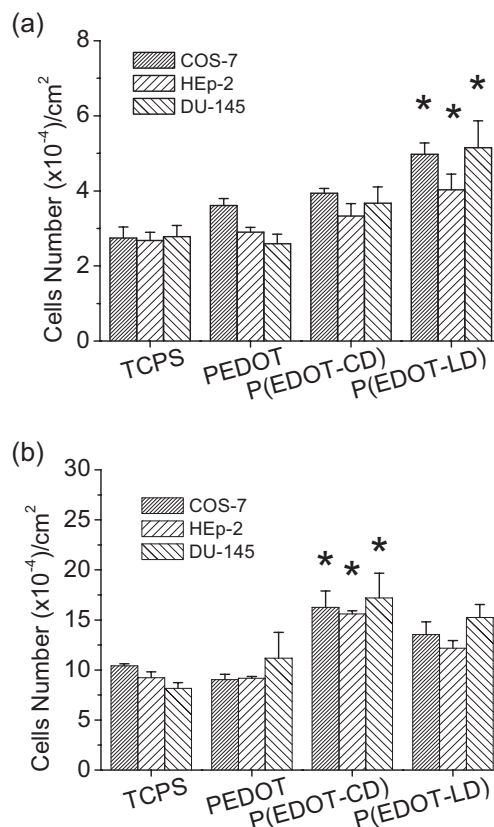 (a)
Cells Number (x10⁻⁴)/cm²
8
6
4
2
0
COS-7
HEp-2
DU-145
* * *
TCPS PEDOT P(EDOT-CD) P(EDOT-LD)
(b)
Cells Number (x10⁻⁴)/cm²
30
25
20
15
10
5
0
COS-7
HEp-2
DU-145
* * *
TCPS PEDOT P(EDOT-CD) P(EDOT-LD)